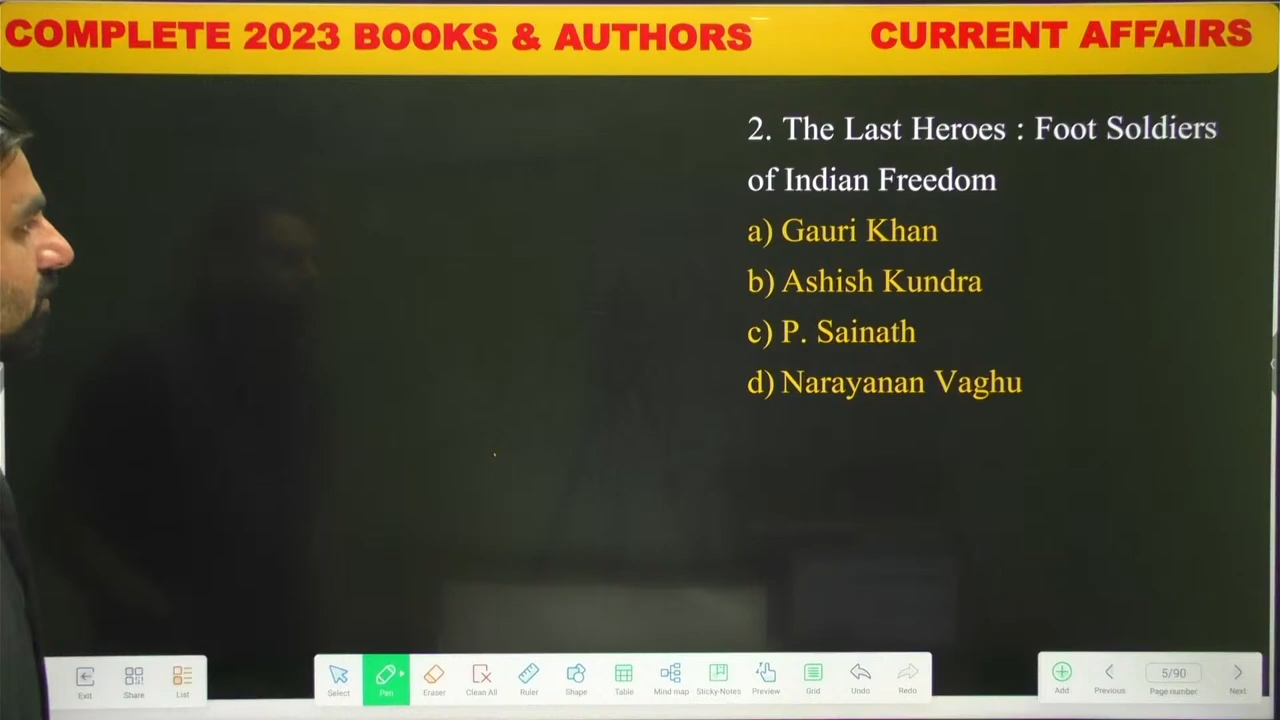 COMPLETE 2023 BOOKS & AUTHORS CURRENT AFFAIRS
2. The Last Heroes : Foot Soldiers
of Indian Freedom
a) Gauri Khan
b) Ashish Kundra
c) P. Sainath
d) Narayanan Vaghu
Exit Share List
Select Pen Eraser Clean All Ruler Shape Table Mind map Sticky-Notes Preview Grid Undo Redo
Add Previous 5/90 Page number Next